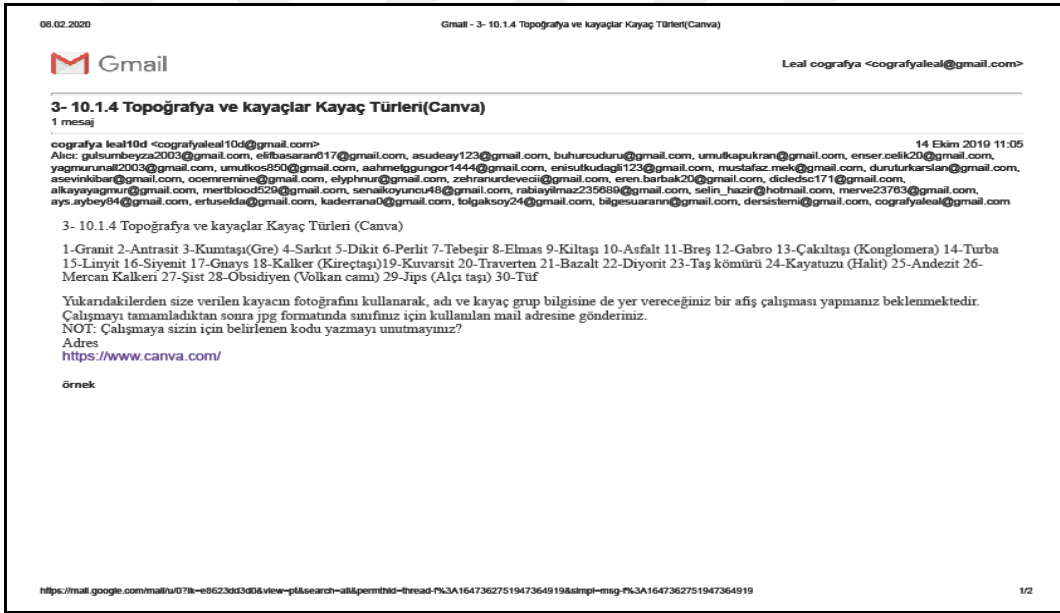 08.02.2020 Gmail - 3- 10.1.4 Topoğrafya ve kayaçlar Kayaç Türleri(Canva)
Gmail Leal cografya <cografyaleal@gmail.com>
3- 10.1.4 Topoğrafya ve kayaçlar Kayaç Türleri(Canva)
1 mesaj
cografya leal10d <cografyaleal10d@gmail.com> 14 Ekim 2019 11:05
Alıcı: gulsumbeyza2003@gmail.com, elifbasaran617@gmail.com, asudeay123@gmail.com, buhurcuduru@gmail.com, umutkapukran@gmail.com, enser.celik20@gmail.com,
yagmurunall2003@gmail.com, umutkos850@gmail.com, aahmetggungor1444@gmail.com, enisutkudagli123@gmail.com, mustafaz.mek@gmail.com, duruturkarslan@gmail.com,
asevinkibar@gmail.com, ocemremine@gmail.com, elyphnur@gmail.com, zehranurdevecii@gmail.com, eren.barbak20@gmail.com, dicledsc171@gmail.com,
alkayayagmur@gmail.com, mertblood529@gmail.com, senaikoyuncu48@gmail.com, rabiayilmaz235689@gmail.com, selin_hazir@hotmail.com, merve23763@gmail.com,
ays.aybey84@gmail.com, ertuselda@gmail.com, kaderrana0@gmail.com, tolgaksoy24@gmail.com, bilgesuarann@gmail.com, dersistemi@gmail.com, cografyaleal@gmail.com
3- 10.1.4 Topoğrafya ve kayaçlar Kayaç Türleri (Canva)
1-Granit 2-Antrasit 3-Kumtaşı(Gre) 4-Sarkıt 5-Dikit 6-Perlit 7-Tebeşir 8-Elmas 9-Kiltaşı 10-Asfalt 11-Breş 12-Gabro 13-Çakıltaşı (Konglomera) 14-Turba
15-Linyit 16-Siyenit 17-Gnays 18-Kalker (Kireçtaşı)19-Kuvarsit 20-Traverten 21-Bazalt 22-Diyorit 23-Taş kömürü 24-Kayatuzu (Halit) 25-Andezit 26-
Mercan Kalkeri 27-Şist 28-Obsidiyen (Volkan camı) 29-Jips (Alçı taşı) 30-Tüf
Yukarıdakilerden size verilen kayacın fotoğrafını kullanarak, adı ve kayaç grup bilgisine de yer vereceğiniz bir afiş çalışması yapmanız beklenmektedir.
Çalışmayı tamamladıktan sonra jpg formatında sınıfınız için kullanılan mail adresine gönderiniz.
NOT: Çalışmaya sizin için belirlenen kodu yazmayı unutmayınız?
Adres
https://www.canva.com/
örnek
https://mail.google.com/mail/u/0?ik=e8623dd3d0&view=pt&search=all&permthid=thread-f%3A1647362751947364919&simpl=msg-f%3A1647362751947364919 1/2